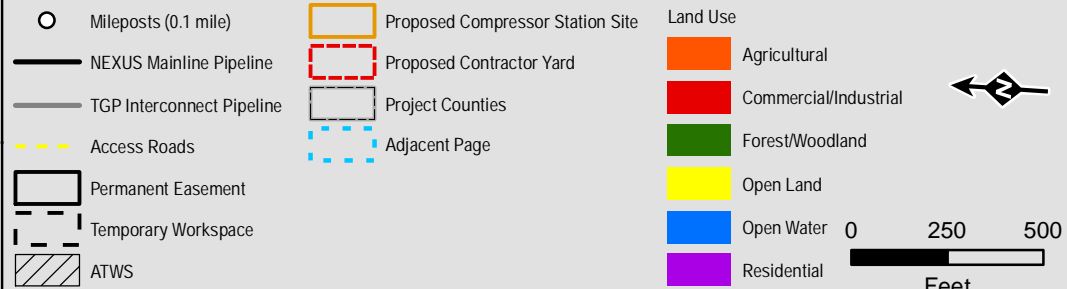 Mileposts (0.1 mile)
NEXUS Mainline Pipeline
TGP Interconnect Pipeline
Access Roads
Permanent Easement
Temporary Workspace
ATWS
Proposed Compressor Station Site
Proposed Contractor Yard
Project Counties
Adjacent Page
Land Use
Agricultural
Commercial/Industrial
Forest/Woodland
Open Land
Open Water
Residential
N
0 250 500
Feet